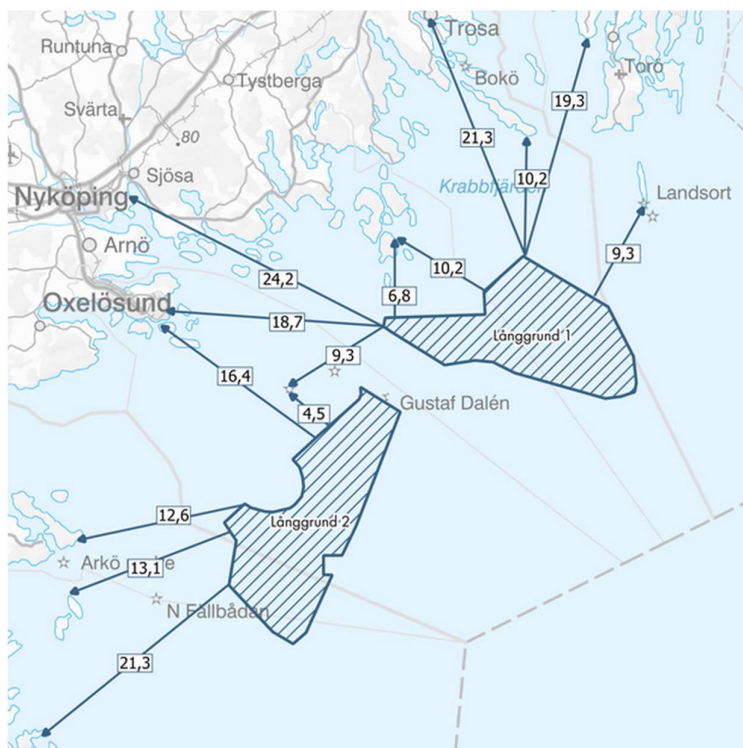 Trosa
Runtuna
Bokö
Torö
Tystberga
19,3
Svärta
80
21,3
Sjösa
10,2
Krabbfjärden
Landsort
Nyköping
Arnö
9,3
10,2
24,2
6,8
Oxelösund
18,7
Långgrund 1
9,3
16,4
Gustaf Dalén
4,5
12,6
Långgrund 2
Arkö
13,1
N Fällbådan
21,3